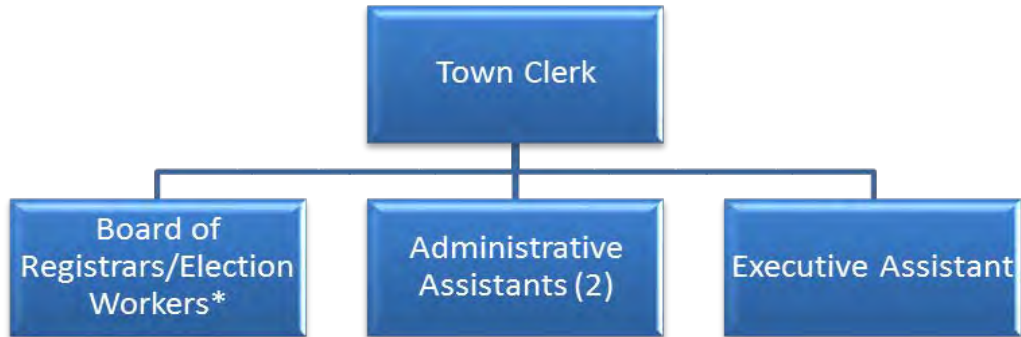 Town Clerk
Board of
Registrars/Election
Workers*
Administrative
Assistants (2)
Executive Assistant